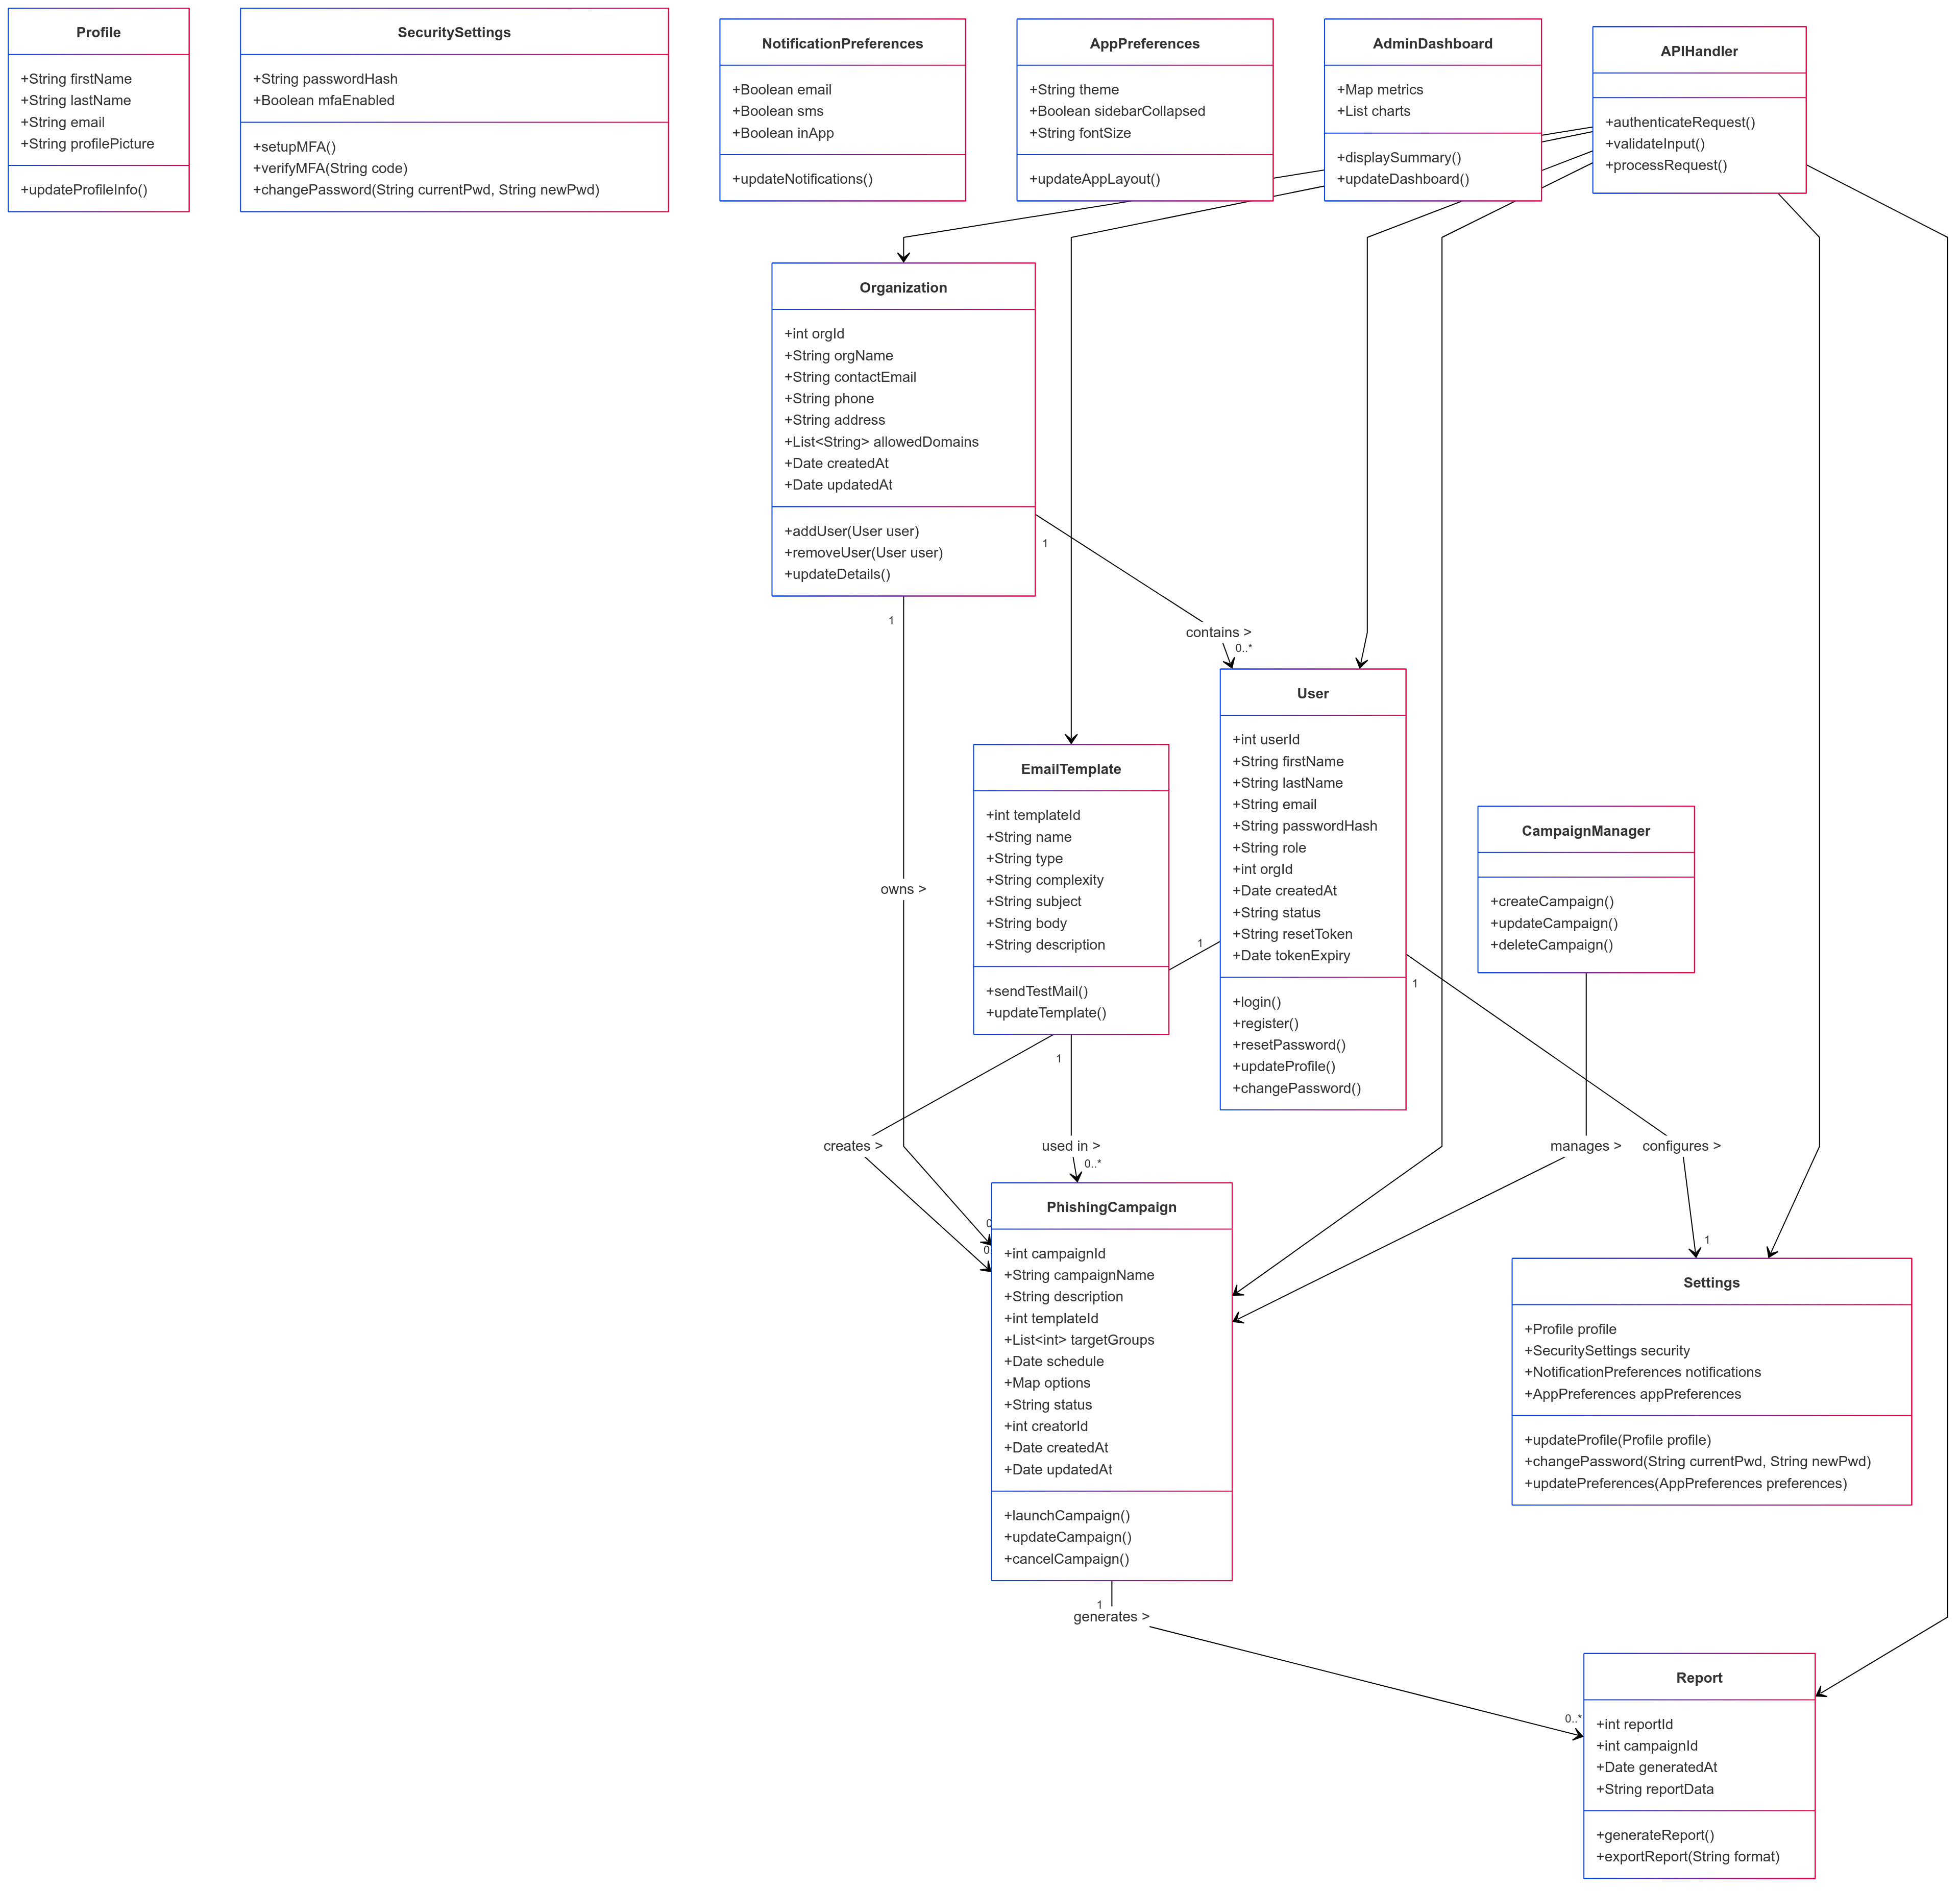 Profile
+String firstName
+String lastName
+String email
+String profilePicture
+updateProfileInfo()
SecuritySettings
+String passwordHash
+Boolean mfaEnabled
+setupMFA()
+verifyMFA(String code)
+changePassword(String currentPwd, String newPwd)
NotificationPreferences
+Boolean email
+Boolean sms
+Boolean inApp
+updateNotifications()
AppPreferences
+String theme
+Boolean sidebarCollapsed
+String fontSize
+updateAppLayout()
AdminDashboard
+Map metrics
+List charts
+displaySummary()
+updateDashboard()
APIHandler
+authenticateRequest()
+validateInput()
+processRequest()
Organization
+int orgId
+String orgName
+String contactEmail
+String phone
+String address
+List<String> allowedDomains
+Date createdAt
+Date updatedAt
+addUser(User user)
+removeUser(User user)
+updateDetails()
1
1
contains >
0..*
User
+int userId
+String firstName
+String lastName
+String email
+String passwordHash
+String role
+int orgId
+Date createdAt
+String status
+String resetToken
+Date tokenExpiry
+login()
+register()
+resetPassword()
+updateProfile()
+changePassword()
EmailTemplate
+int templateId
+String name
+String type
+String complexity
+String subject
+String body
+String description
+sendTestMail()
+updateTemplate()
CampaignManager
+createCampaign()
+updateCampaign()
+deleteCampaign()
owns >
1
1
1
creates >
used in >
manages >
configures >
0..*
0
0
1
PhishingCampaign
+int campaignId
+String campaignName
+String description
+int templateId
+List<int> targetGroups
+Date schedule
+Map options
+String status
+int creatorId
+Date createdAt
+Date updatedAt
+launchCampaign()
+updateCampaign()
+cancelCampaign()
Settings
+Profile profile
+SecuritySettings security
+NotificationPreferences notifications
+AppPreferences appPreferences
+updateProfile(Profile profile)
+changePassword(String currentPwd, String newPwd)
+updatePreferences(AppPreferences preferences)
1
generates >
0..*
Report
+int reportId
+int campaignId
+Date generatedAt
+String reportData
+generateReport()
+exportReport(String format)